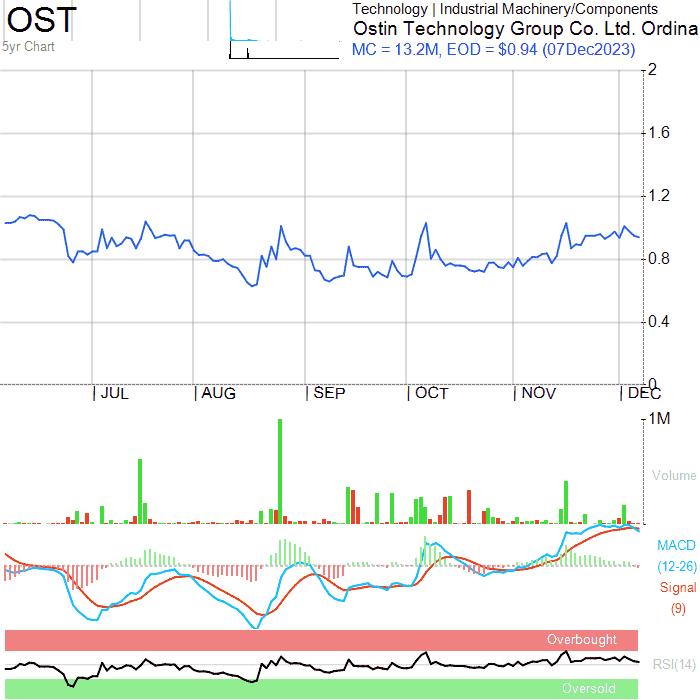 OST
5yr Chart
Technology | Industrial Machinery/Components
Ostin Technology Group Co. Ltd. Ordina
MC = 13.2M, EOD = $0.94 (07Dec2023)
2
1.6
1.2
0.8
0.4
0
JUL AUG SEP OCT NOV DEC
1M
Volume
MACD
(12-26)
Signal
(9)
Overbought
RSI(14)
Oversold